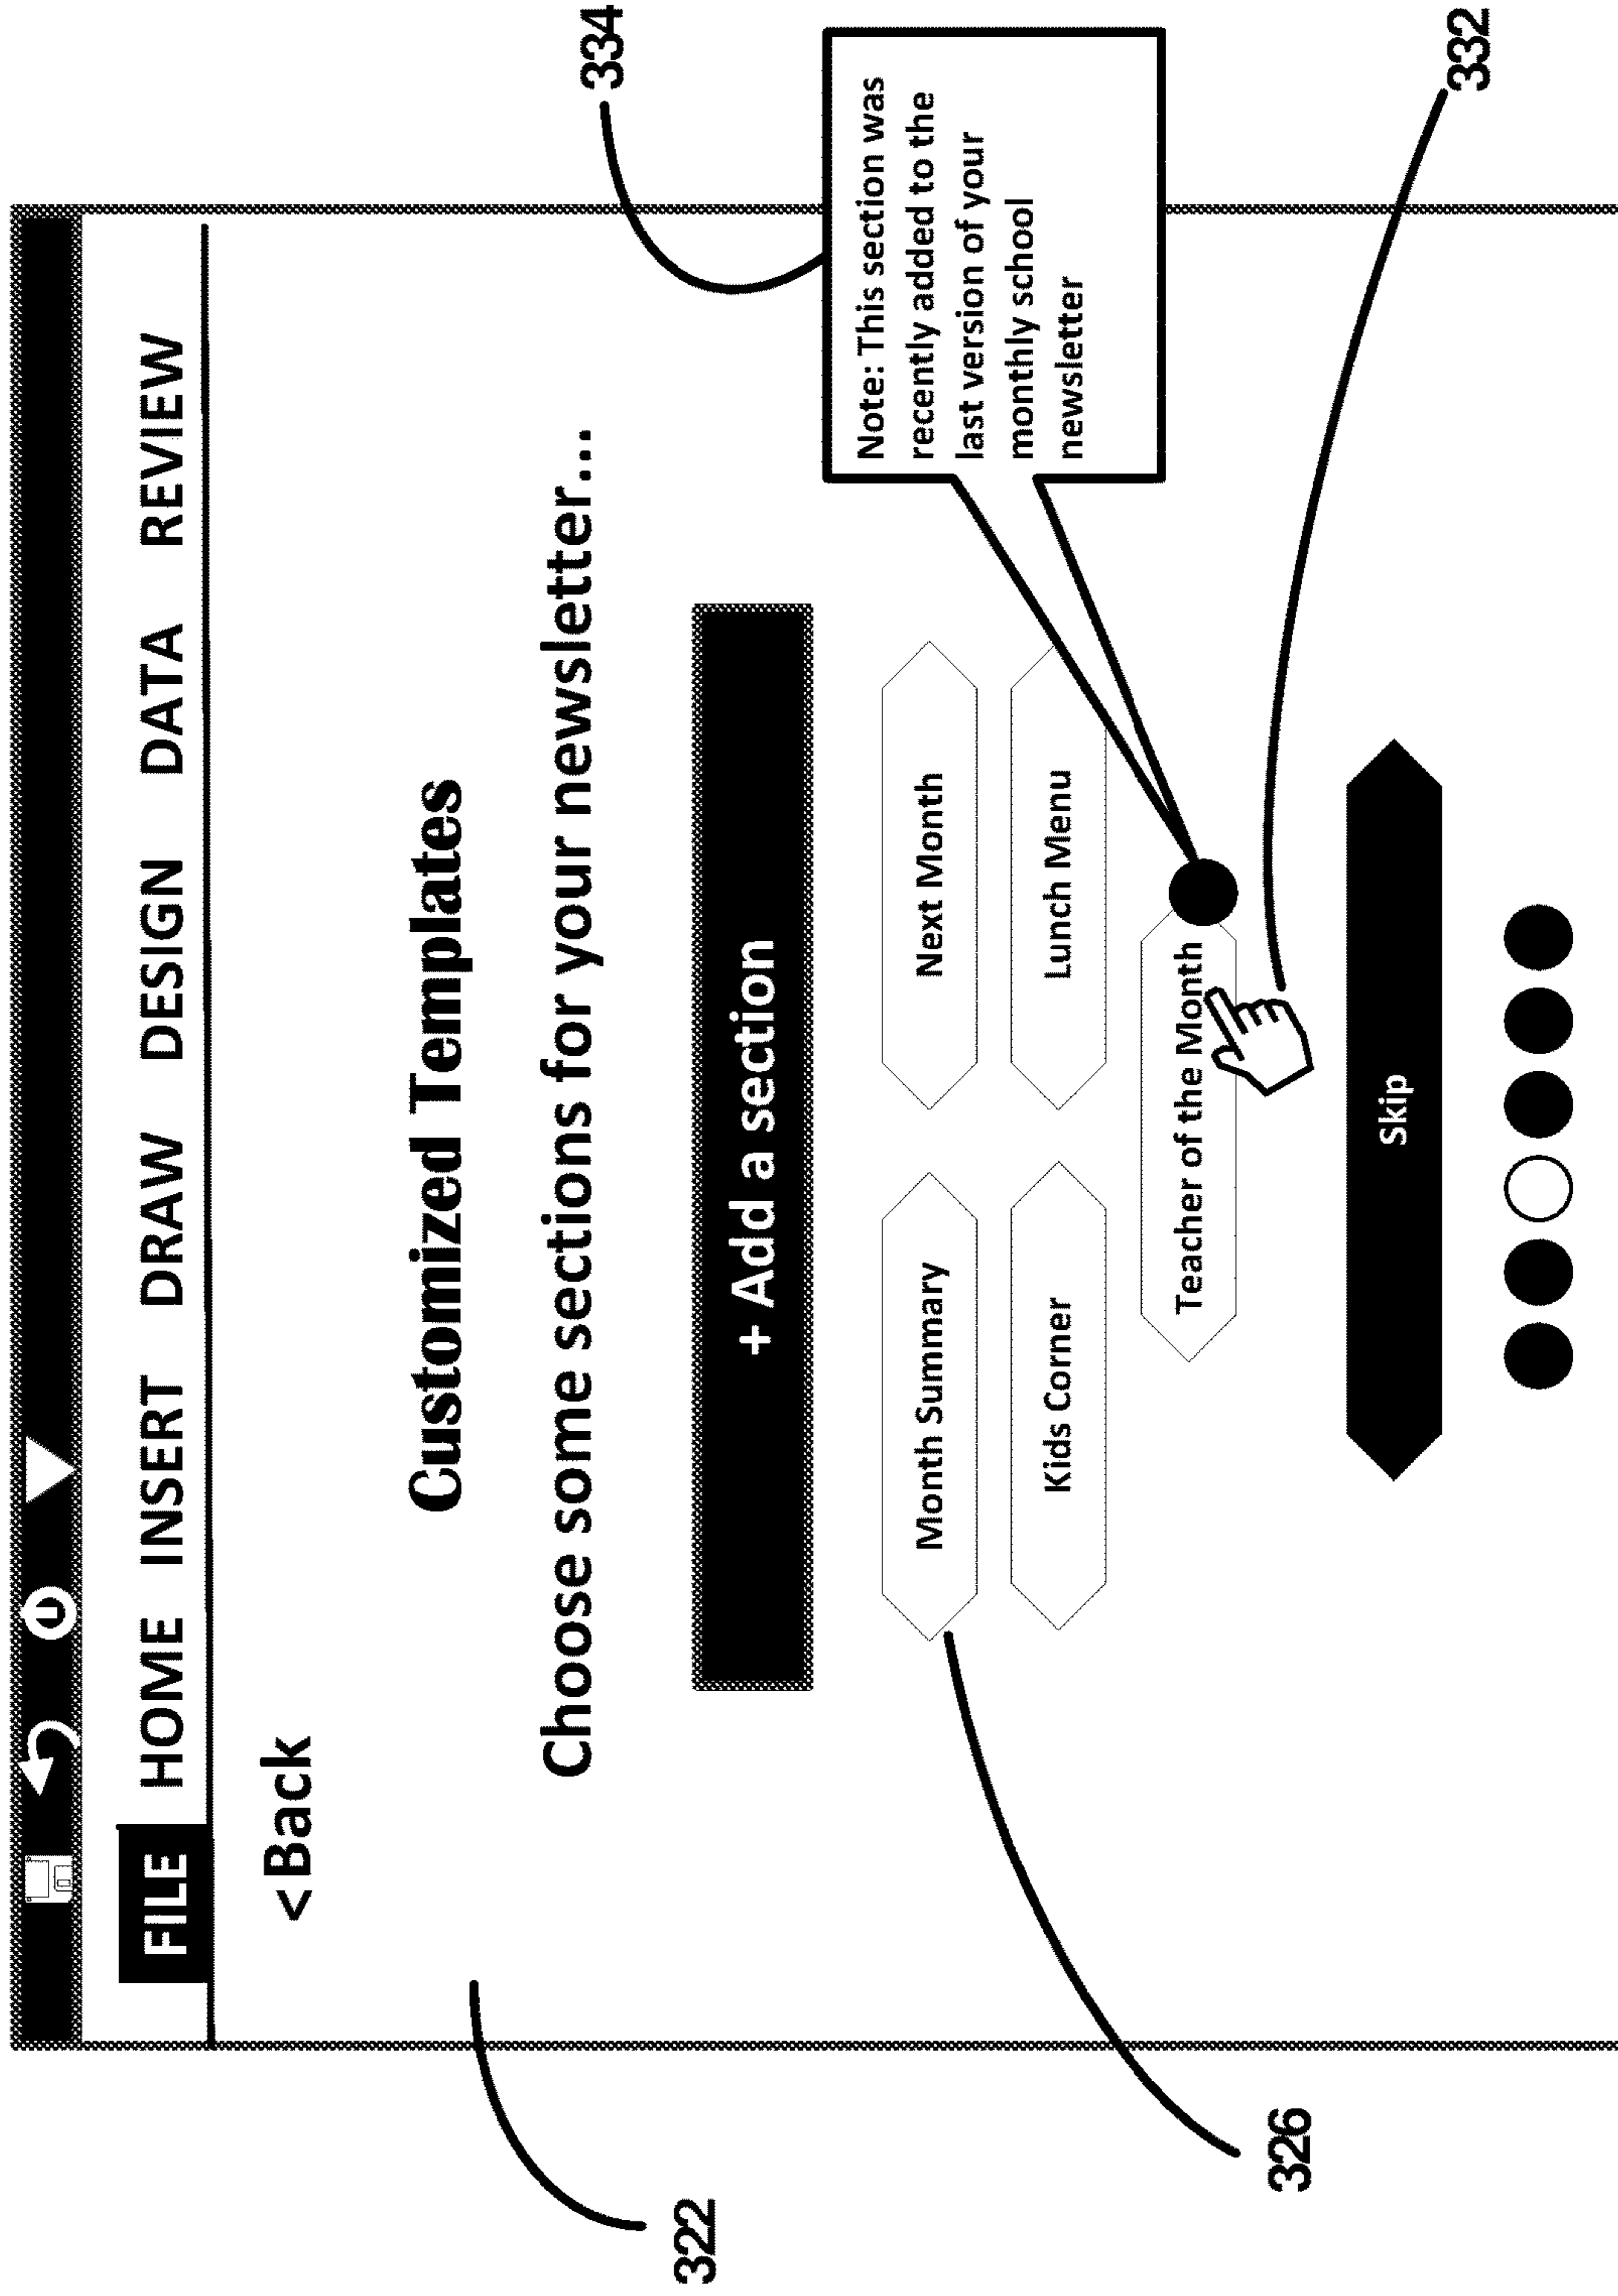 FILE HOME INSERT DRAW DESIGN DATA REVIEW
<Back
Customized Templates
Choose some sections for your newsletter...
+ Add a section
Month Summary
Next Month
Kids Corner
Lunch Menu
Teacher of the Month
Skip
Note: This section was
recently added to the
last version of your
monthly school
newsletter
322
326
334
332